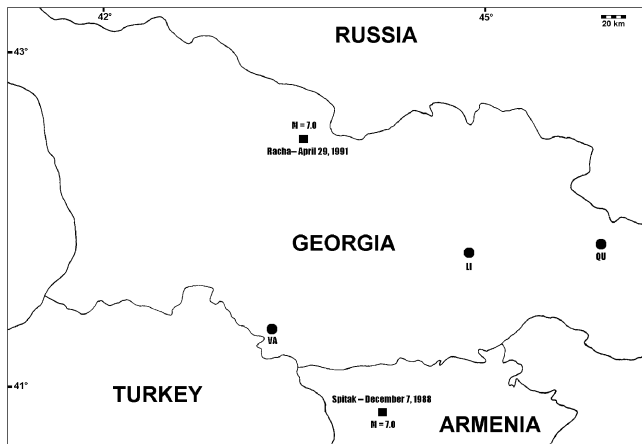 42°
45°
20 km
RUSSIA
43°
M = 7.0
Racha – April 29, 1991
GEORGIA
LI
QU
VA
41°
TURKEY
Spitak – December 7, 1988
M = 7.0
ARMENIA